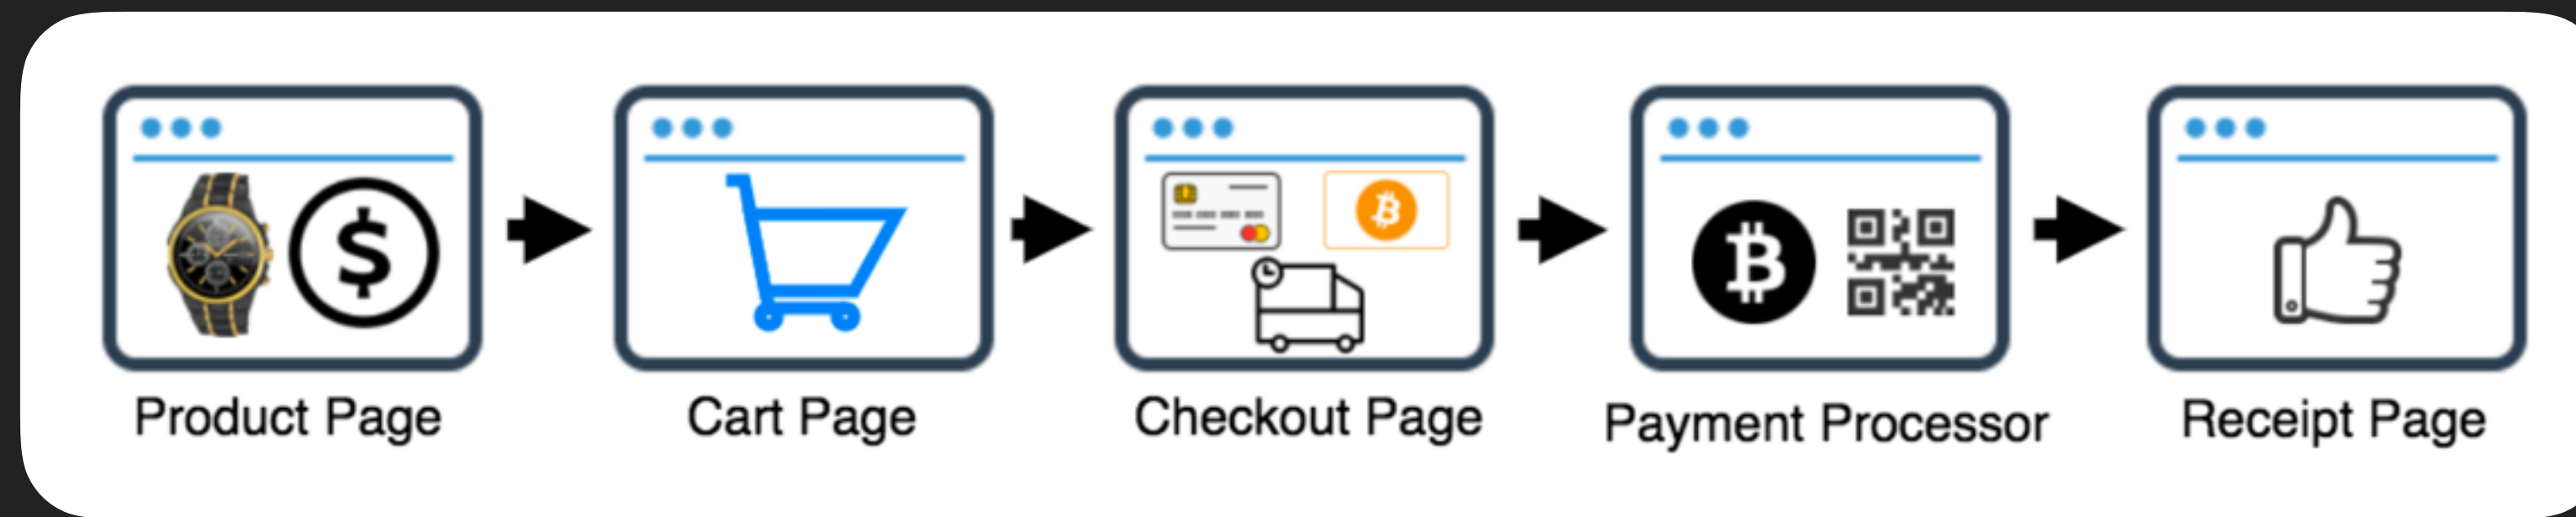 Product Page
Cart Page
Checkout Page
Payment Processor
Receipt Page